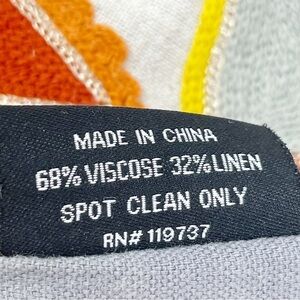 MADE IN CHINA
68% VISCOSE 32% LINEN
SPOT CLEAN ONLY
RN# 119737